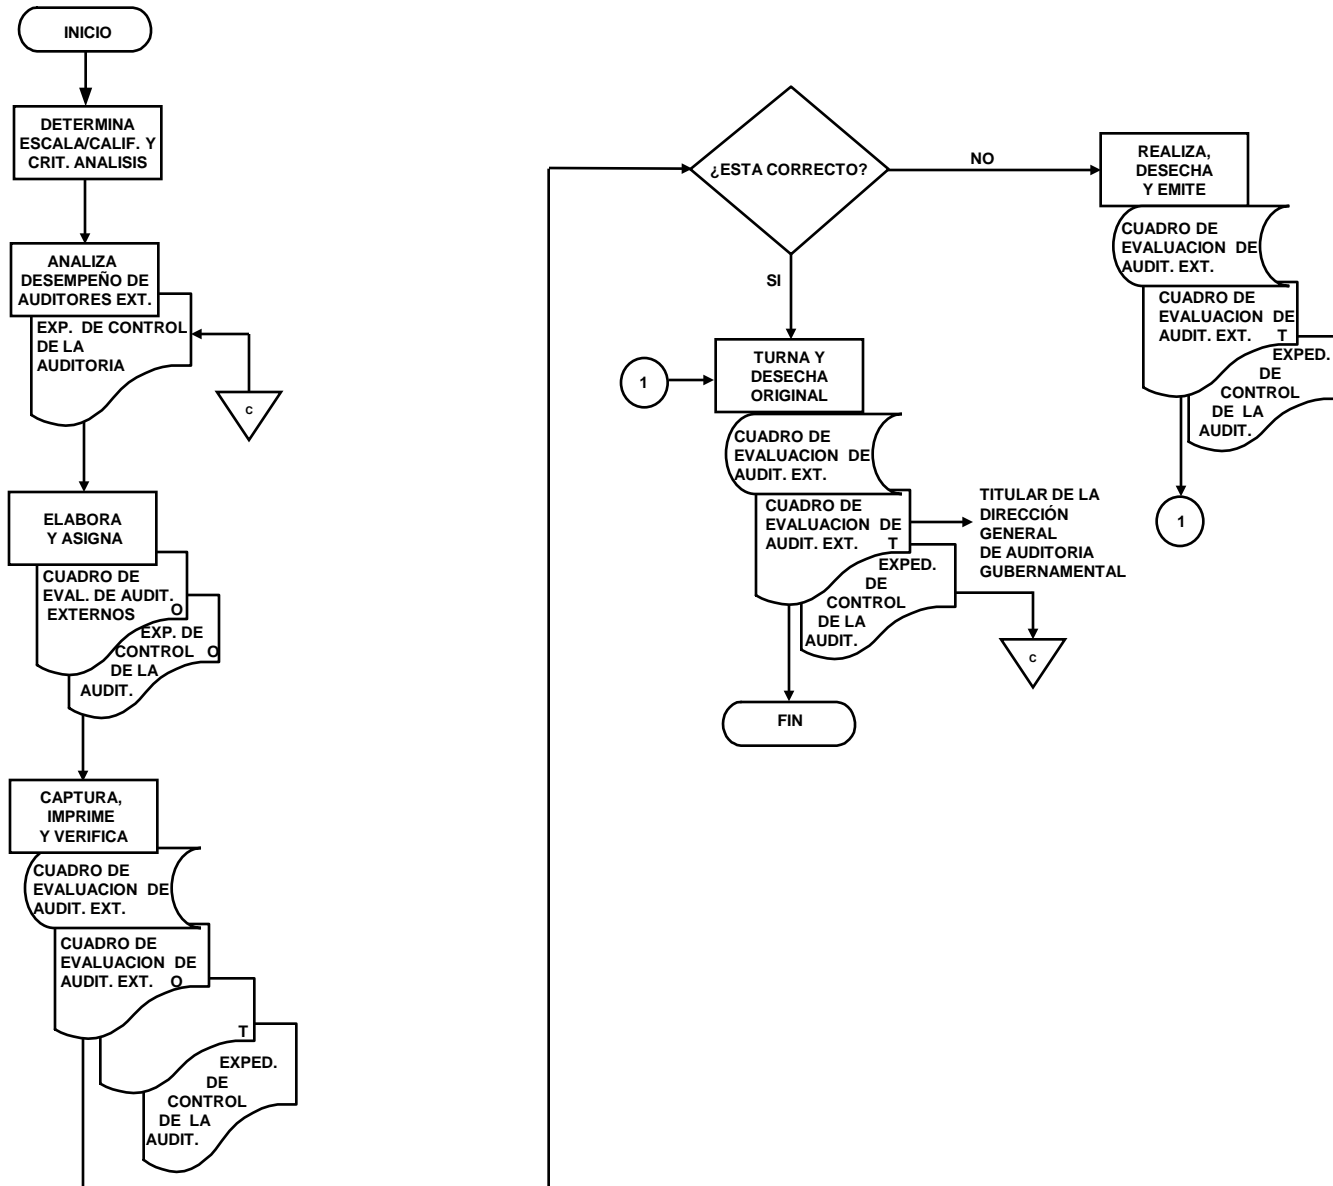 INICIO
DETERMINA
ESCALA/CALIF. Y
CRIT. ANALISIS
ANALIZA
DESEMPEÑO DE
AUDITORES EXT.
EXP. DE CONTROL
DE LA
AUDITORIA
C
ELABORA
Y ASIGNA
CUADRO DE
EVAL. DE AUDIT.
EXTERNOS O
EXP. DE
CONTROL O
DE LA
AUDIT.
CAPTURA,
IMPRIME
Y VERIFICA
CUADRO DE
EVALUACION DE
AUDIT. EXT.
CUADRO DE
EVALUACION DE
AUDIT. EXT. O
T
EXPED.
DE
CONTROL
DE LA
AUDIT.
¿ESTA CORRECTO?
NO
SI
1
TURNA Y
DESECHA
ORIGINAL
CUADRO DE
EVALUACION DE
AUDIT. EXT.
CUADRO DE
EVALUACION DE
AUDIT. EXT. T
EXPED.
DE
CONTROL
DE LA
AUDIT.
TITULAR DE LA
DIRECCIÓN
GENERAL
DE AUDITORIA
GUBERNAMENTAL
C
FIN
REALIZA,
DESECHA
Y EMITE
CUADRO DE
EVALUACION DE
AUDIT. EXT.
CUADRO DE
EVALUACION DE
AUDIT. EXT. T
EXPED.
DE
CONTROL
DE LA
AUDIT.
1